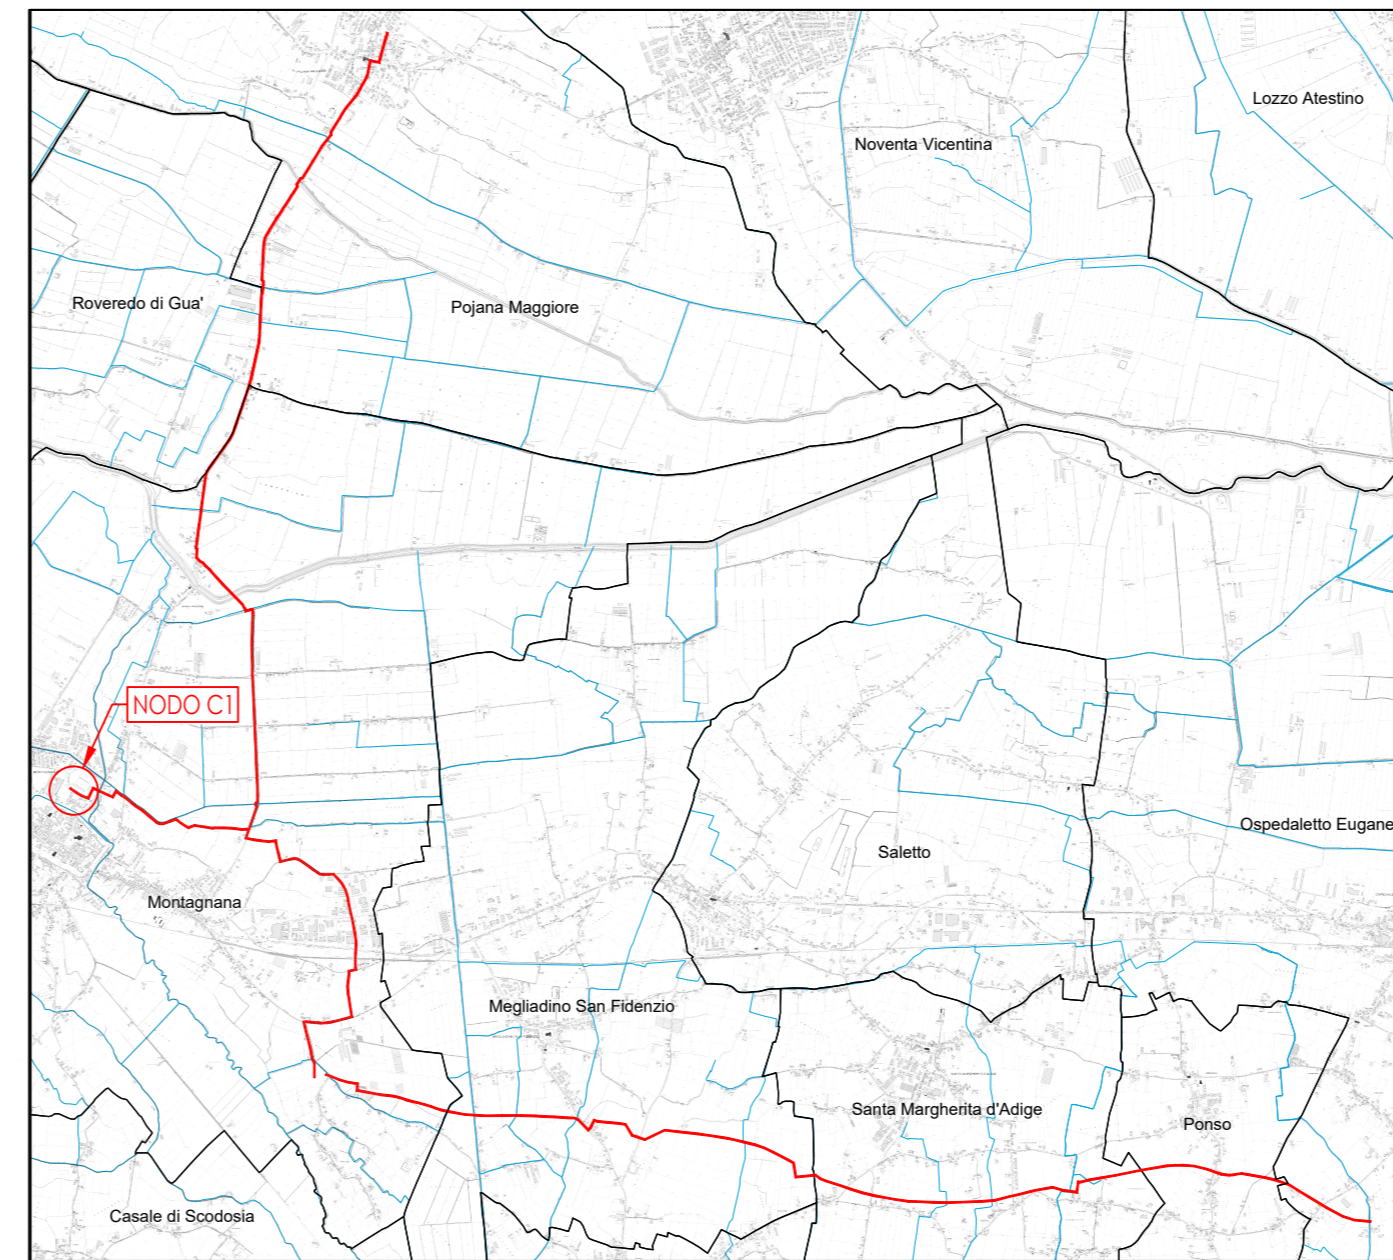 Lozzo Atestino
Noventa Vicentina
Roveredo di Gua'
Pojana Maggiore
NODO C1
Ospedaletto Eugane
Saletto
Montagnana
Megliadino San Fidenzio
Santa Margherita d'Adige
Ponso
Casale di Scodosia